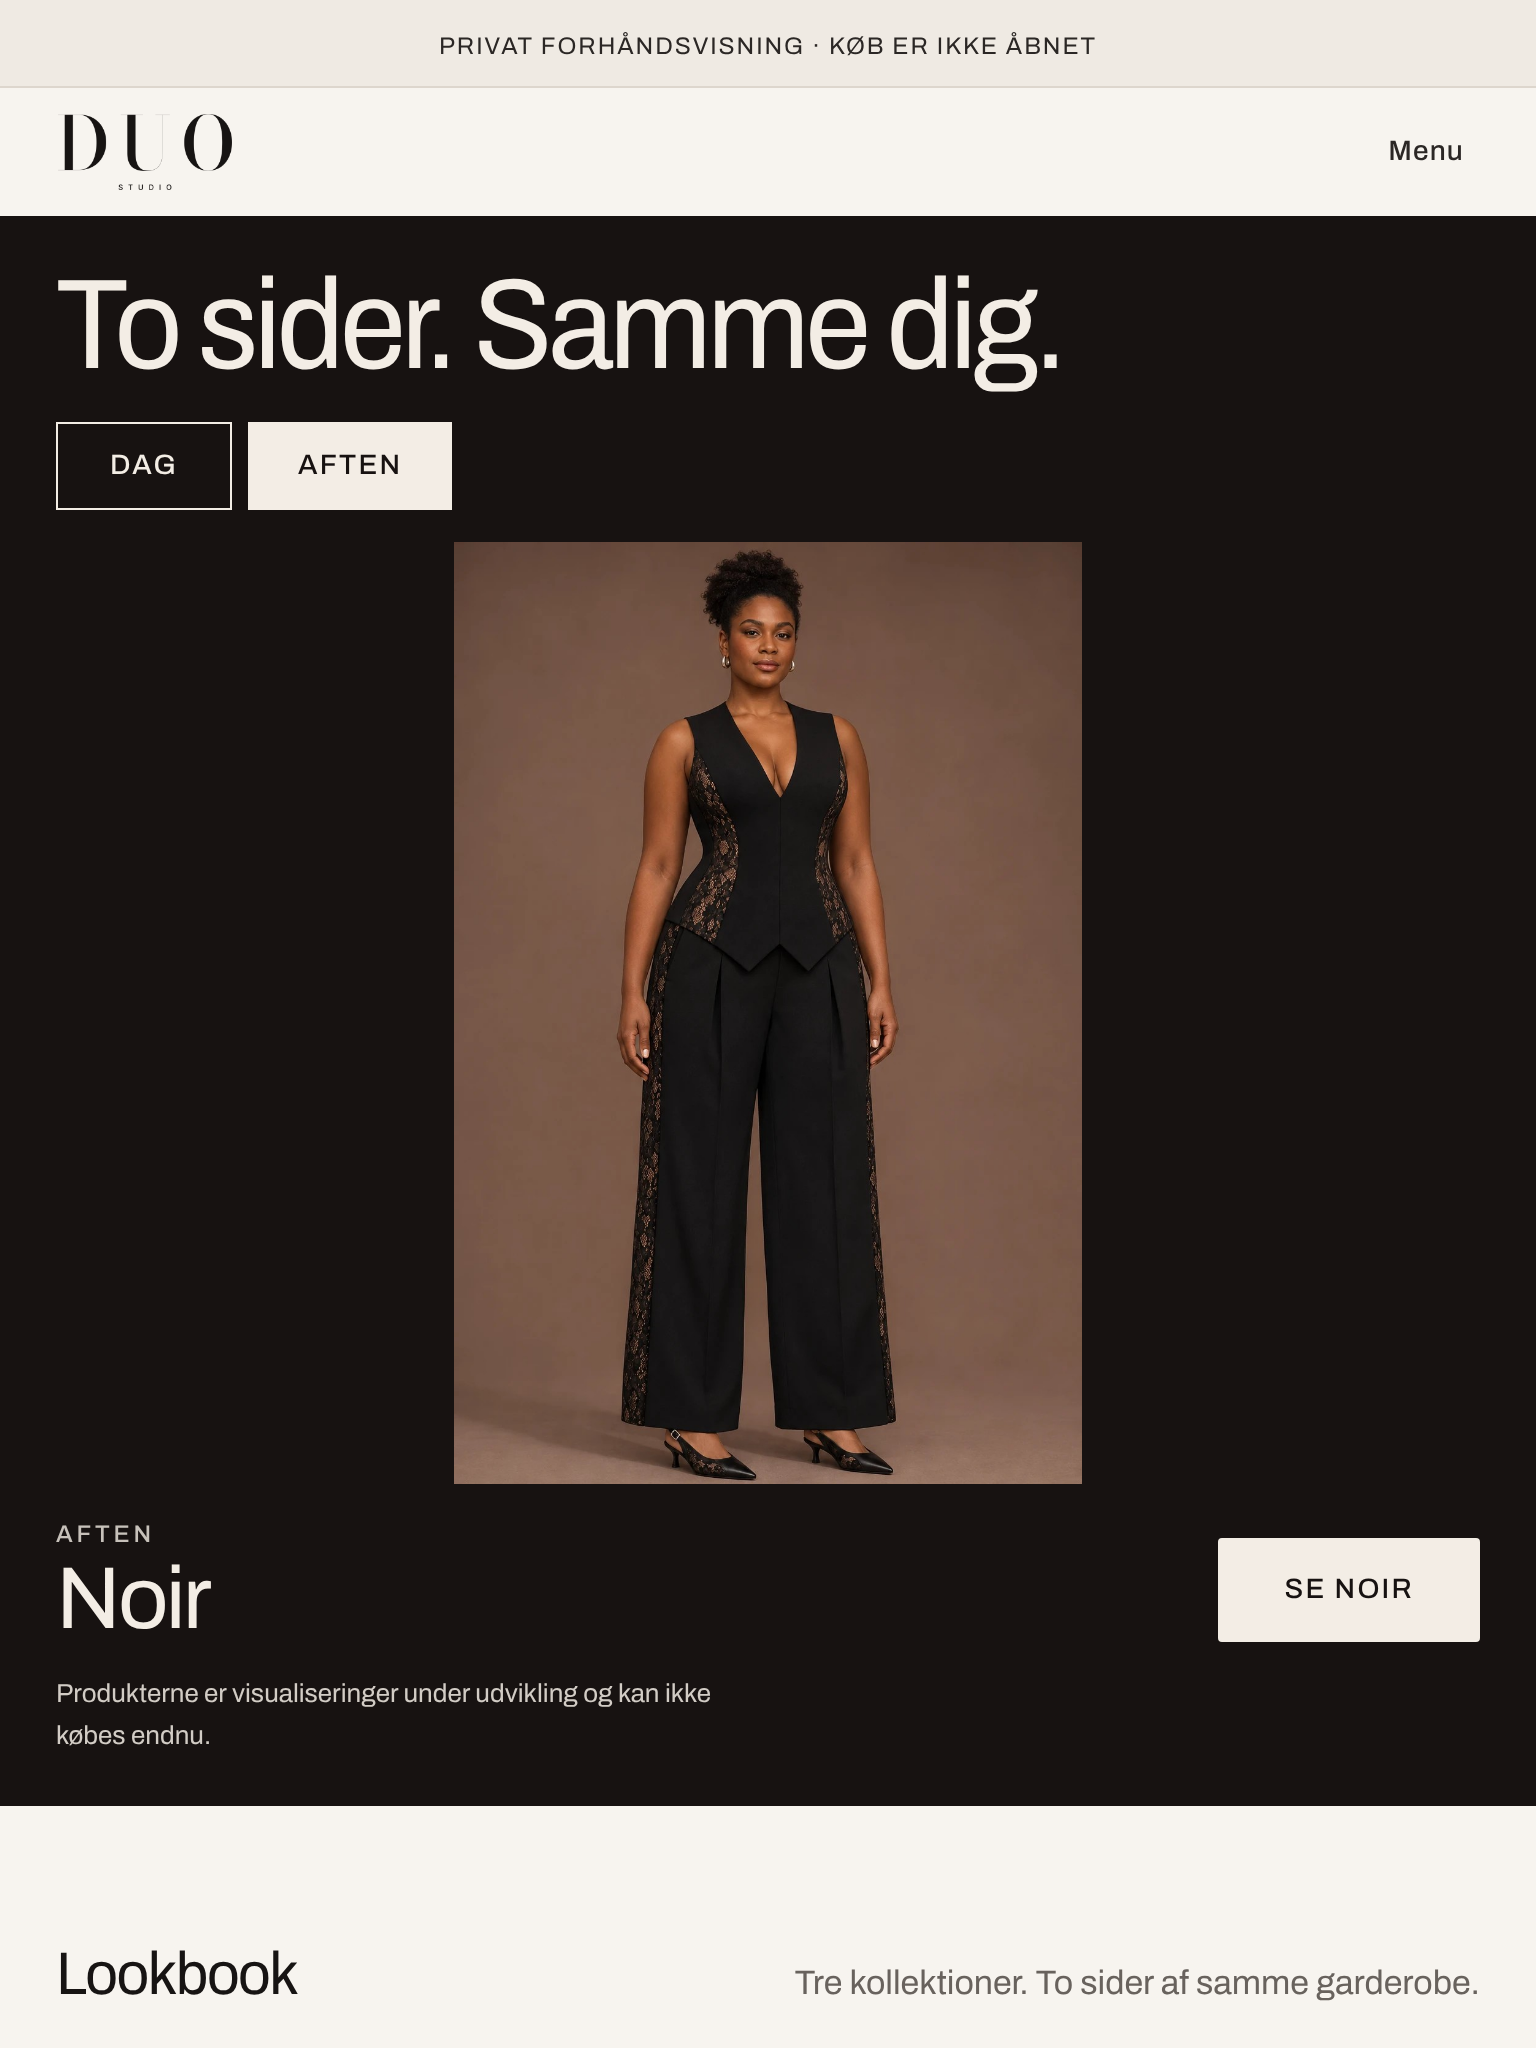 PRIVAT FORHÅNDSVISNING · KØB ER IKKE ÅBNET
DUO
STUDIO
Menu
To sider. Samme dig.
DAG
AFTEN
AFTEN
Noir
SE NOIR
Produkterne er visualiseringer under udvikling og kan ikke
købes endnu.
Lookbook
Tre kollektioner. To sider af samme garderobe.